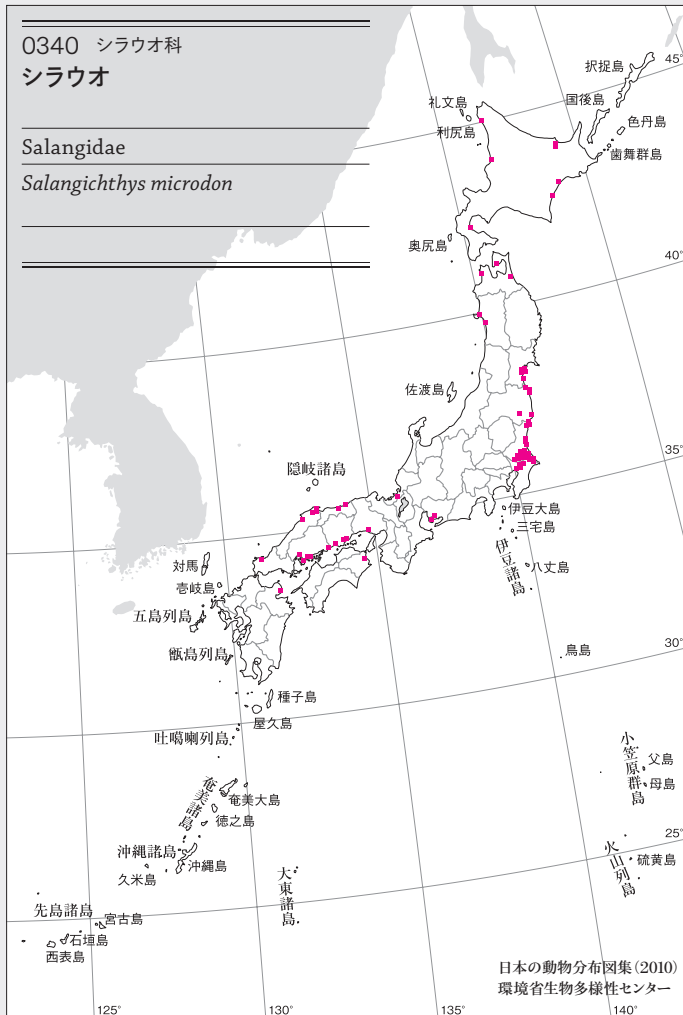 0340 シラウオ科
シラウオ
Salangidae
Salangichthys microdon
択捉島
45°
礼文島
国後島
利尻島
色丹島
歯舞群島
奥尻島
40°
佐渡島
35°
隠岐諸島
伊豆大島
三宅島
伊豆諸島
八丈島
対馬
壱岐島
五島列島
甑島列島
鳥島
30°
種子島
屋久島
吐噶喇列島
小笠原群島
父島
母島
奄美諸島
奄美大島
徳之島
沖縄諸島
沖縄島
久米島
25°
火山列島
硫黄島
大東諸島
先島諸島
宮古島
石垣島
西表島
日本の動物分布図集(2010)
環境省生物多様性センター
125°
130°
135°
140°